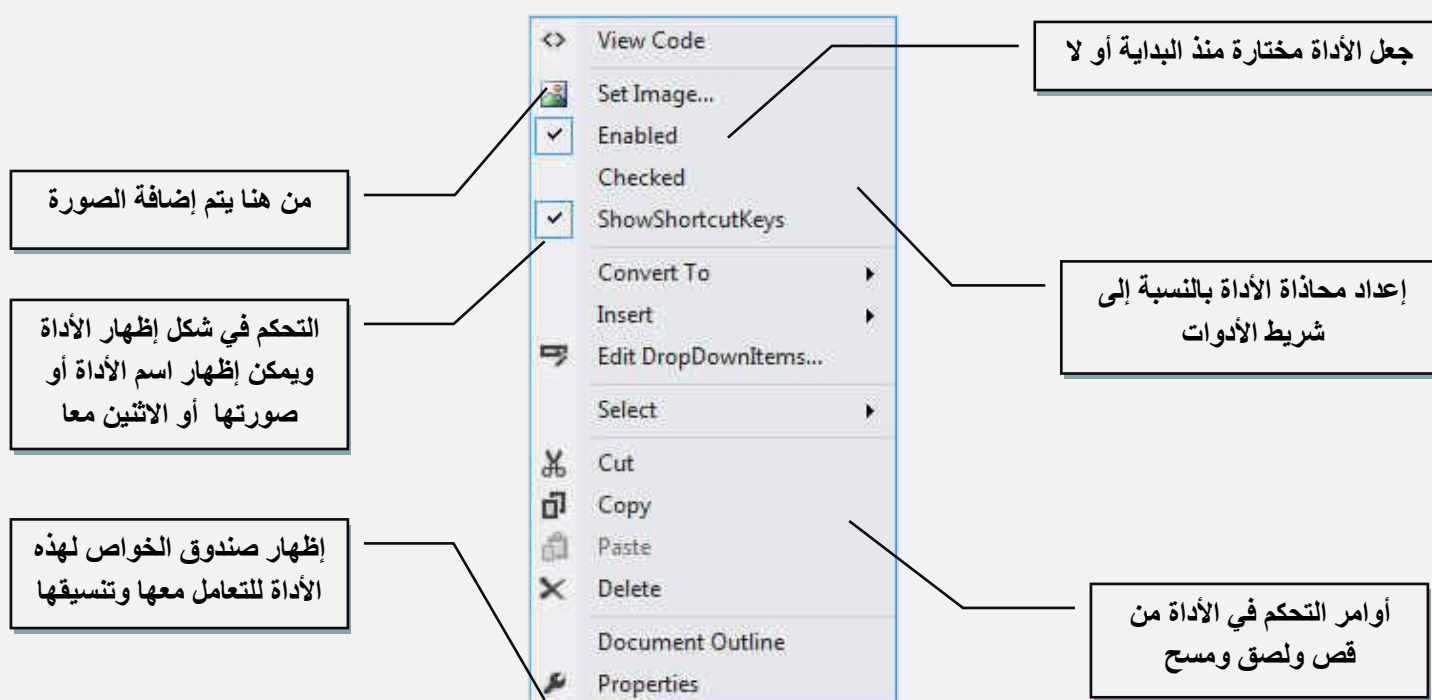 View Code
Set Image...
Enabled
Checked
ShowShortcutKeys
Convert To
Insert
Edit DropDownItems...
Select
Cut
Copy
Paste
Delete
Document Outline
Properties
جعل الأداة مختارة منذ البداية أو لا
إعداد محاذاة الأداة بالنسبة إلى
شريط الأدوات
أوامر التحكم في الأداة من
قص ولصق ومسح
من هنا يتم إضافة الصورة
التحكم في شكل إظهار الأداة
ويمكن إظهار اسم الأداة أو
صورتها أو الاثنين معا
إظهار صندوق الخواص لهذه
الأداة للتعامل معها وتنسيقها